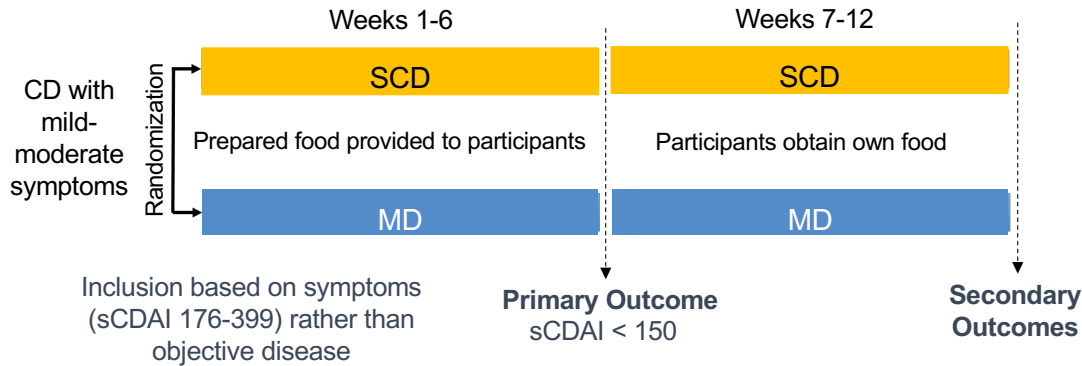 Weeks 1-6
Weeks 7-12
CD with
mild-
moderate
symptoms
Randomization
SCD
SCD
Prepared food provided to participants
Participants obtain own food
MD
MD
Inclusion based on symptoms
(sCDAI 176-399) rather than
objective disease
Primary Outcome
sCDAI < 150
Secondary
Outcomes